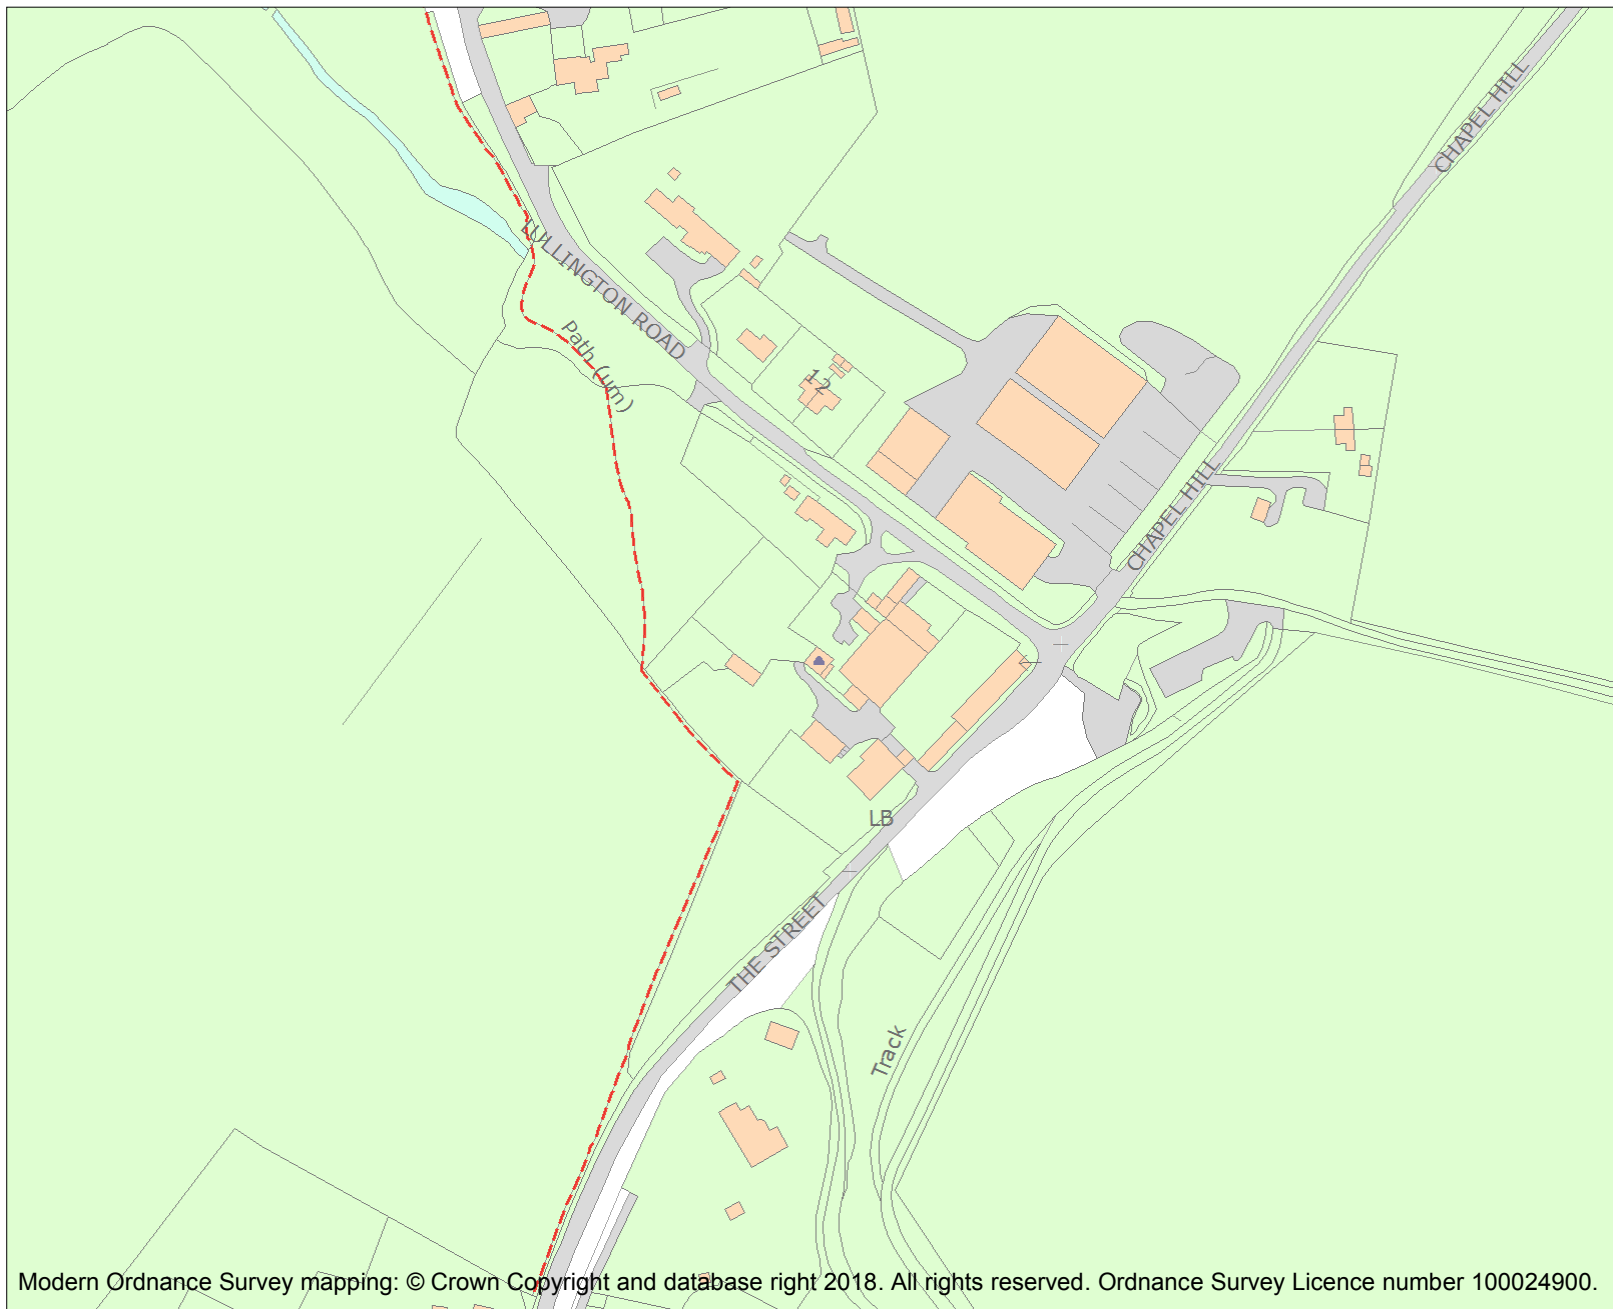 CHAPEL HILL
LULLINGTON ROAD
Path (um)
12
CHAPEL HILL
LB
THE STREET
Track
Modern Ordnance Survey mapping: © Crown Copyright and database right 2018. All rights reserved. Ordnance Survey Licence number 100024900.